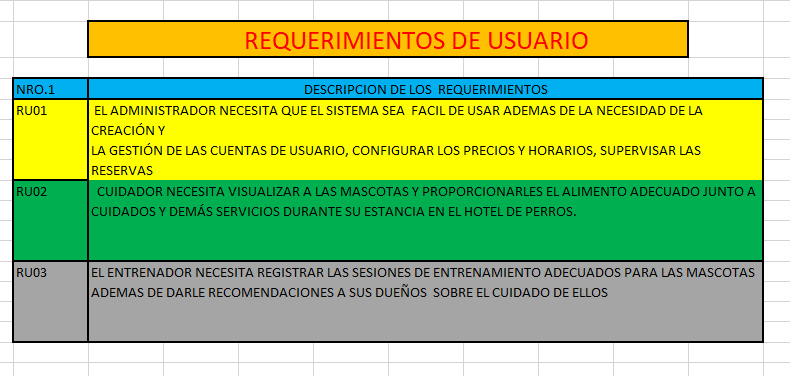 REQUERIMIENTOS DE USUARIO
NRO.1 DESCRIPCION DE LOS REQUERIMIENTOS
RU01 EL ADMINISTRADOR NECESITA QUE EL SISTEMA SEA FACIL DE USAR ADEMAS DE LA NECESIDAD DE LA
CREACIÓN Y
LA GESTIÓN DE LAS CUENTAS DE USUARIO, CONFIGURAR LOS PRECIOS Y HORARIOS, SUPERVISAR LAS
RESERVAS
RU02 CUIDADOR NECESITA VISUALIZAR A LAS MASCOTAS Y PROPORCIONARLES EL ALIMENTO ADECUADO JUNTO A
CUIDADOS Y DEMÁS SERVICIOS DURANTE SU ESTANCIA EN EL HOTEL DE PERROS.
RU03 EL ENTRENADOR NECESITA REGISTRAR LAS SESIONES DE ENTRENAMIENTO ADECUADOS PARA LAS MASCOTAS
ADEMAS DE DARLE RECOMENDACIONES A SUS DUEÑOS SOBRE EL CUIDADO DE ELLOS